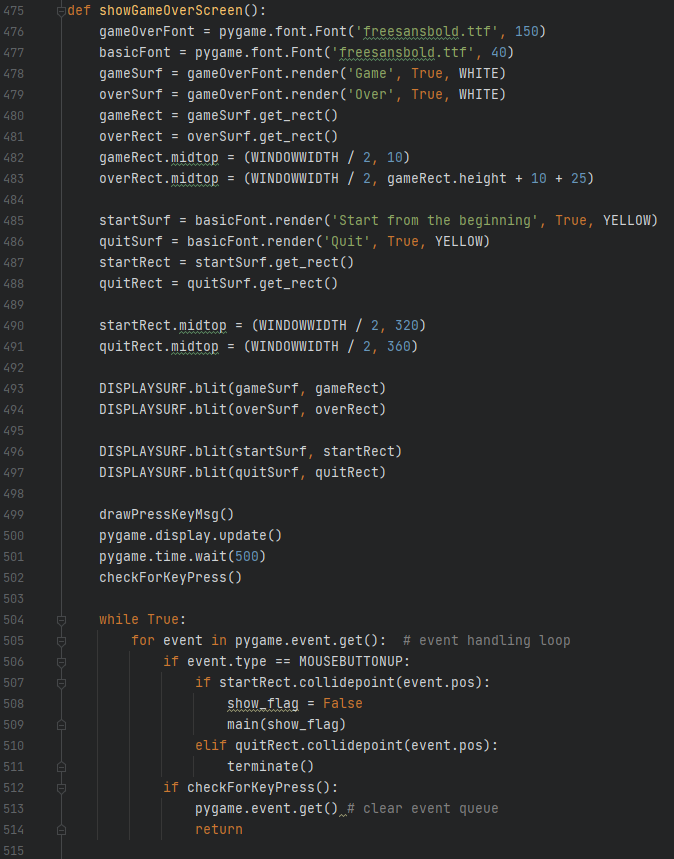 475 def showGameOverScreen():
476     gameOverFont = pygame.font.Font('freesansbold.ttf', 150)
477     basicFont = pygame.font.Font('freesansbold.ttf', 40)
478     gameSurf = gameOverFont.render('Game', True, WHITE)
479     overSurf = gameOverFont.render('Over', True, WHITE)
480     gameRect = gameSurf.get_rect()
481     overRect = overSurf.get_rect()
482     gameRect.midtop = (WINDOWWIDTH / 2, 10)
483     overRect.midtop = (WINDOWWIDTH / 2, gameRect.height + 10 + 25)
484
485     startSurf = basicFont.render('Start from the beginning', True, YELLOW)
486     quitSurf = basicFont.render('Quit', True, YELLOW)
487     startRect = startSurf.get_rect()
488     quitRect = quitSurf.get_rect()
489
490     startRect.midtop = (WINDOWWIDTH / 2, 320)
491     quitRect.midtop = (WINDOWWIDTH / 2, 360)
492
493     DISPLAYSURF.blit(gameSurf, gameRect)
494     DISPLAYSURF.blit(overSurf, overRect)
495
496     DISPLAYSURF.blit(startSurf, startRect)
497     DISPLAYSURF.blit(quitSurf, quitRect)
498
499     drawPressKeyMsg()
500     pygame.display.update()
501     pygame.time.wait(500)
502     checkForKeyPress()
503
504     while True:
505         for event in pygame.event.get():  # event handling loop
506             if event.type == MOUSEBUTTONUP:
507                 if startRect.collidepoint(event.pos):
508                     show_flag = False
509                     main(show_flag)
510                 elif quitRect.collidepoint(event.pos):
511                     terminate()
512             if checkForKeyPress():
513                 pygame.event.get() # clear event queue
514                 return
515